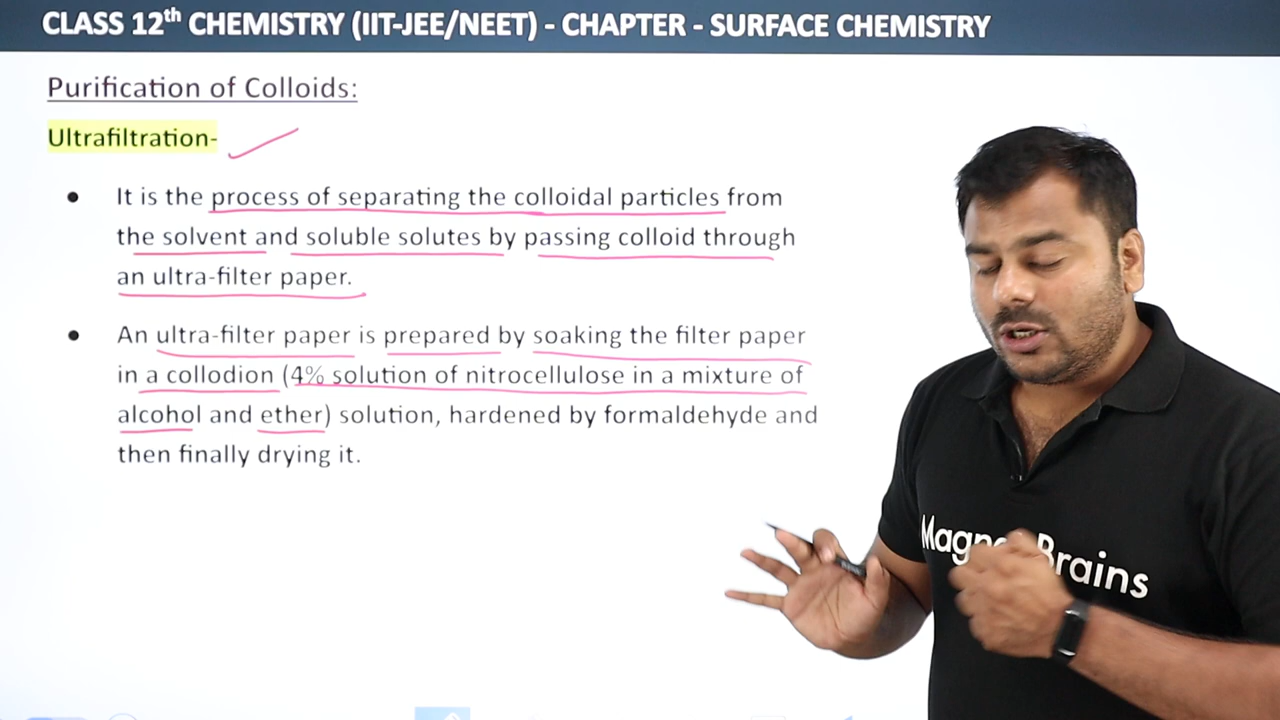 CLASS 12th CHEMISTRY (IIT-JEE/NEET) - CHAPTER - SURFACE CHEMISTRY
Purification of Colloids:
Ultrafiltration-
● It is the process of separating the colloidal particles from
the solvent and soluble solutes by passing colloid through
an ultra-filter paper.
● An ultra-filter paper is prepared by soaking the filter paper
in a collodion (4% solution of nitrocellulose in a mixture of
alcohol and ether) solution, hardened by formaldehyde and
then finally drying it.
Brains